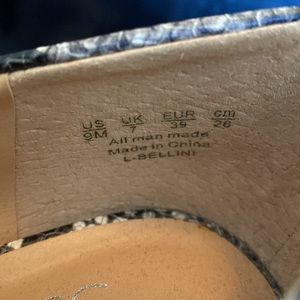 US UK EUR cm
9M 7 39 26
All man made
Made in China
L-BELLINI